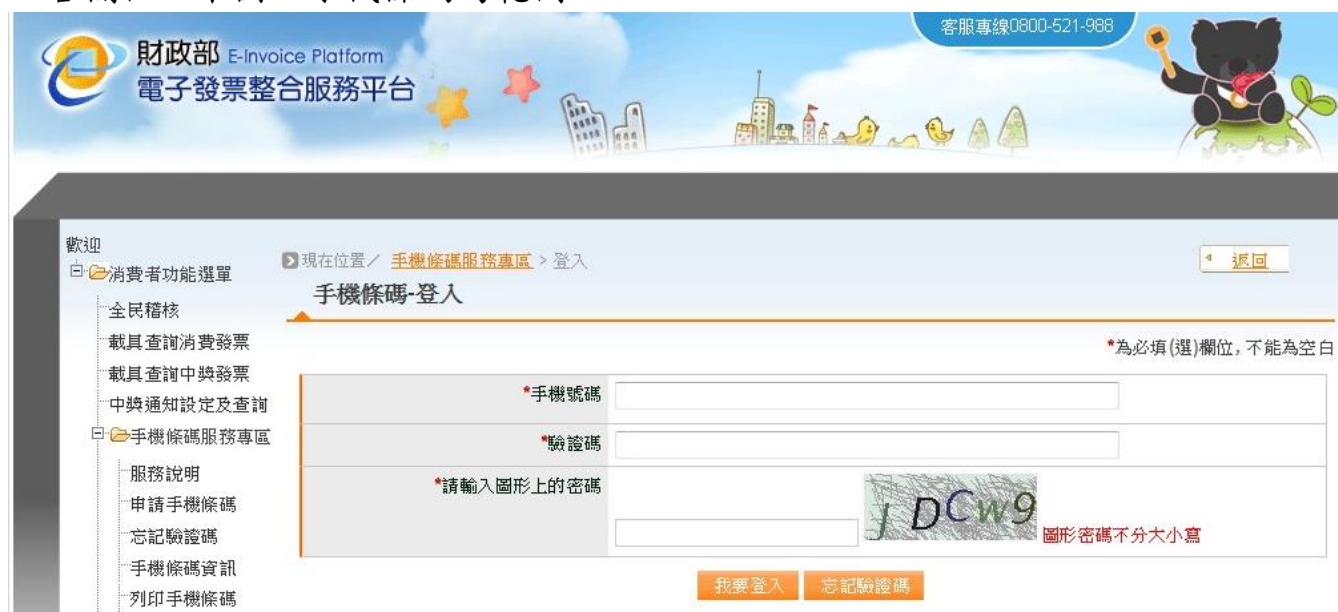 財政部 E-Invoice Platform
電子發票整合服務平台
客服專線0800-521-988
歡迎
消費者功能選單
全民稽核
載具查詢消費發票
載具查詢中獎發票
中獎通知設定及查詢
手機條碼服務專區
服務說明
申請手機條碼
忘記驗證碼
手機條碼資訊
列印手機條碼
現在位置／ 手機條碼服務專區 > 登入
返回
手機條碼-登入
*為必填(選)欄位, 不能為空白
*手機號碼
*驗證碼
*請輸入圖形上的密碼
j DCw9
圖形密碼不分大小寫
我要登入
忘記驗證碼